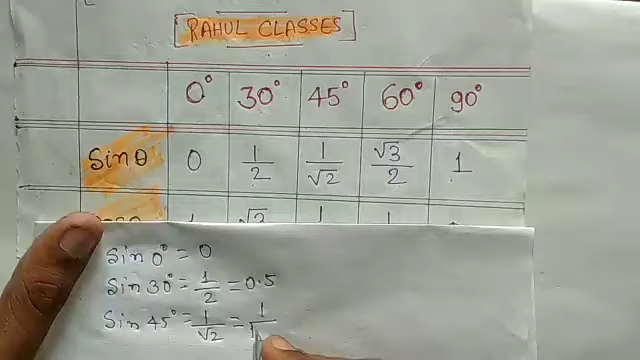 [RAHUL CLASSES]
0° 30° 45° 60° 90°
Sin θ 0 1/2 1/√2 √3/2 1
Sin 0° = 0
Sin 30° = 1/2 = 0.5
Sin 45° = 1/√2 = 1/